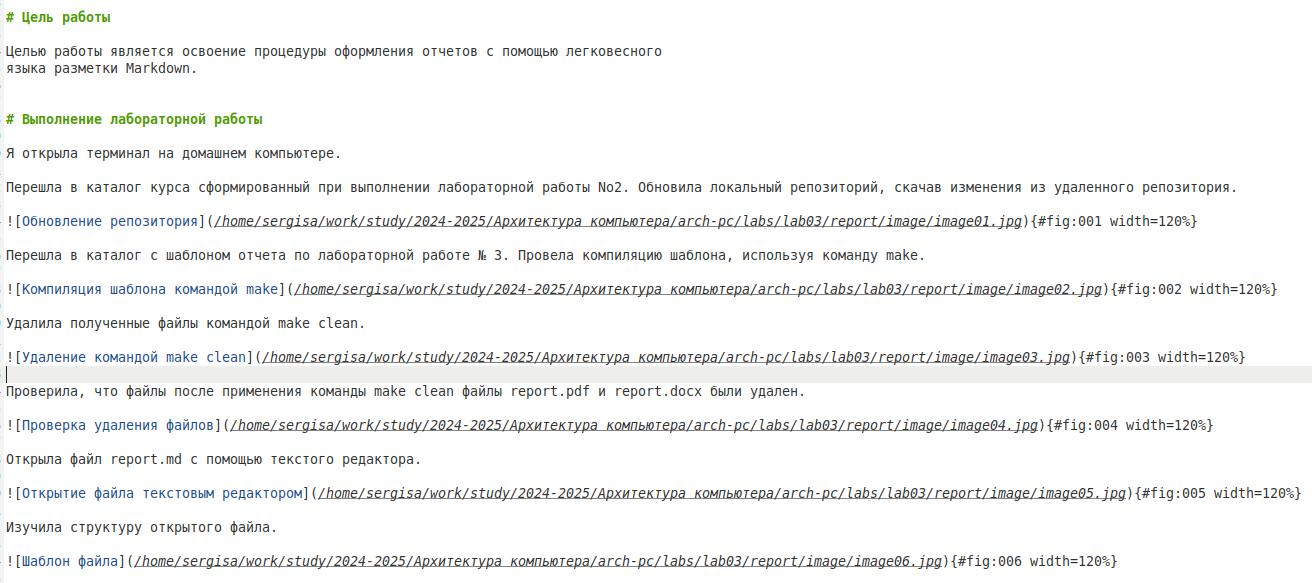 # Цель работы
Целью работы является освоение процедуры оформления отчетов с помощью легковесного
языка разметки Markdown.
# Выполнение лабораторной работы
Я открыла терминал на домашнем компьютере.
Перешла в каталог курса сформированный при выполнении лабораторной работы No2. Обновила локальный репозиторий, скачав изменения из удаленного репозитория.
![Обновление репозитория](/home/sergisa/work/study/2024-2025/Архитектура компьютера/arch-pc/labs/lab03/report/image/image01.jpg){#fig:001 width=120%}
Перешла в каталог с шаблоном отчета по лабораторной работе № 3. Провела компиляцию шаблона, используя команду make.
![Компиляция шаблона командой make](/home/sergisa/work/study/2024-2025/Архитектура компьютера/arch-pc/labs/lab03/report/image/image02.jpg){#fig:002 width=120%}
Удалила полученные файлы командой make clean.
![Удаление командой make clean](/home/sergisa/work/study/2024-2025/Архитектура компьютера/arch-pc/labs/lab03/report/image/image03.jpg){#fig:003 width=120%}
Проверила, что файлы после применения команды make clean файлы report.pdf и report.docx были удален.
![Проверка удаления файлов](/home/sergisa/work/study/2024-2025/Архитектура компьютера/arch-pc/labs/lab03/report/image/image04.jpg){#fig:004 width=120%}
Открыла файл report.md с помощью текстого редактора.
![Открытие файла текстовым редактором](/home/sergisa/work/study/2024-2025/Архитектура компьютера/arch-pc/labs/lab03/report/image/image05.jpg){#fig:005 width=120%}
Изучила структуру открытого файла.
![Шаблон файла](/home/sergisa/work/study/2024-2025/Архитектура компьютера/arch-pc/labs/lab03/report/image/image06.jpg){#fig:006 width=120%}